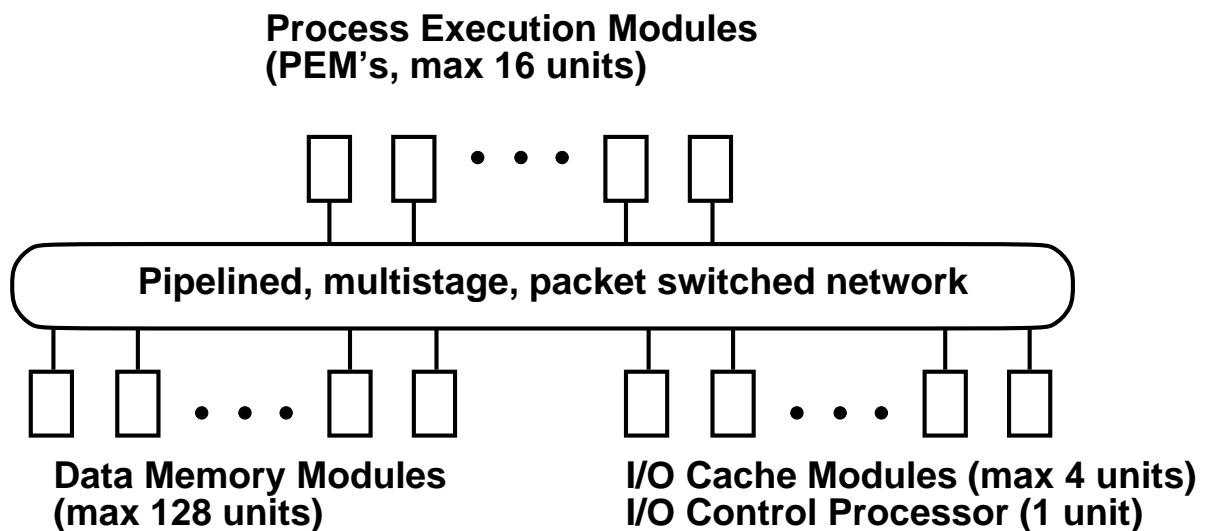 Process Execution Modules
(PEM's, max 16 units)
Pipelined, multistage, packet switched network
Data Memory Modules
(max 128 units)
I/O Cache Modules (max 4 units)
I/O Control Processor (1 unit)